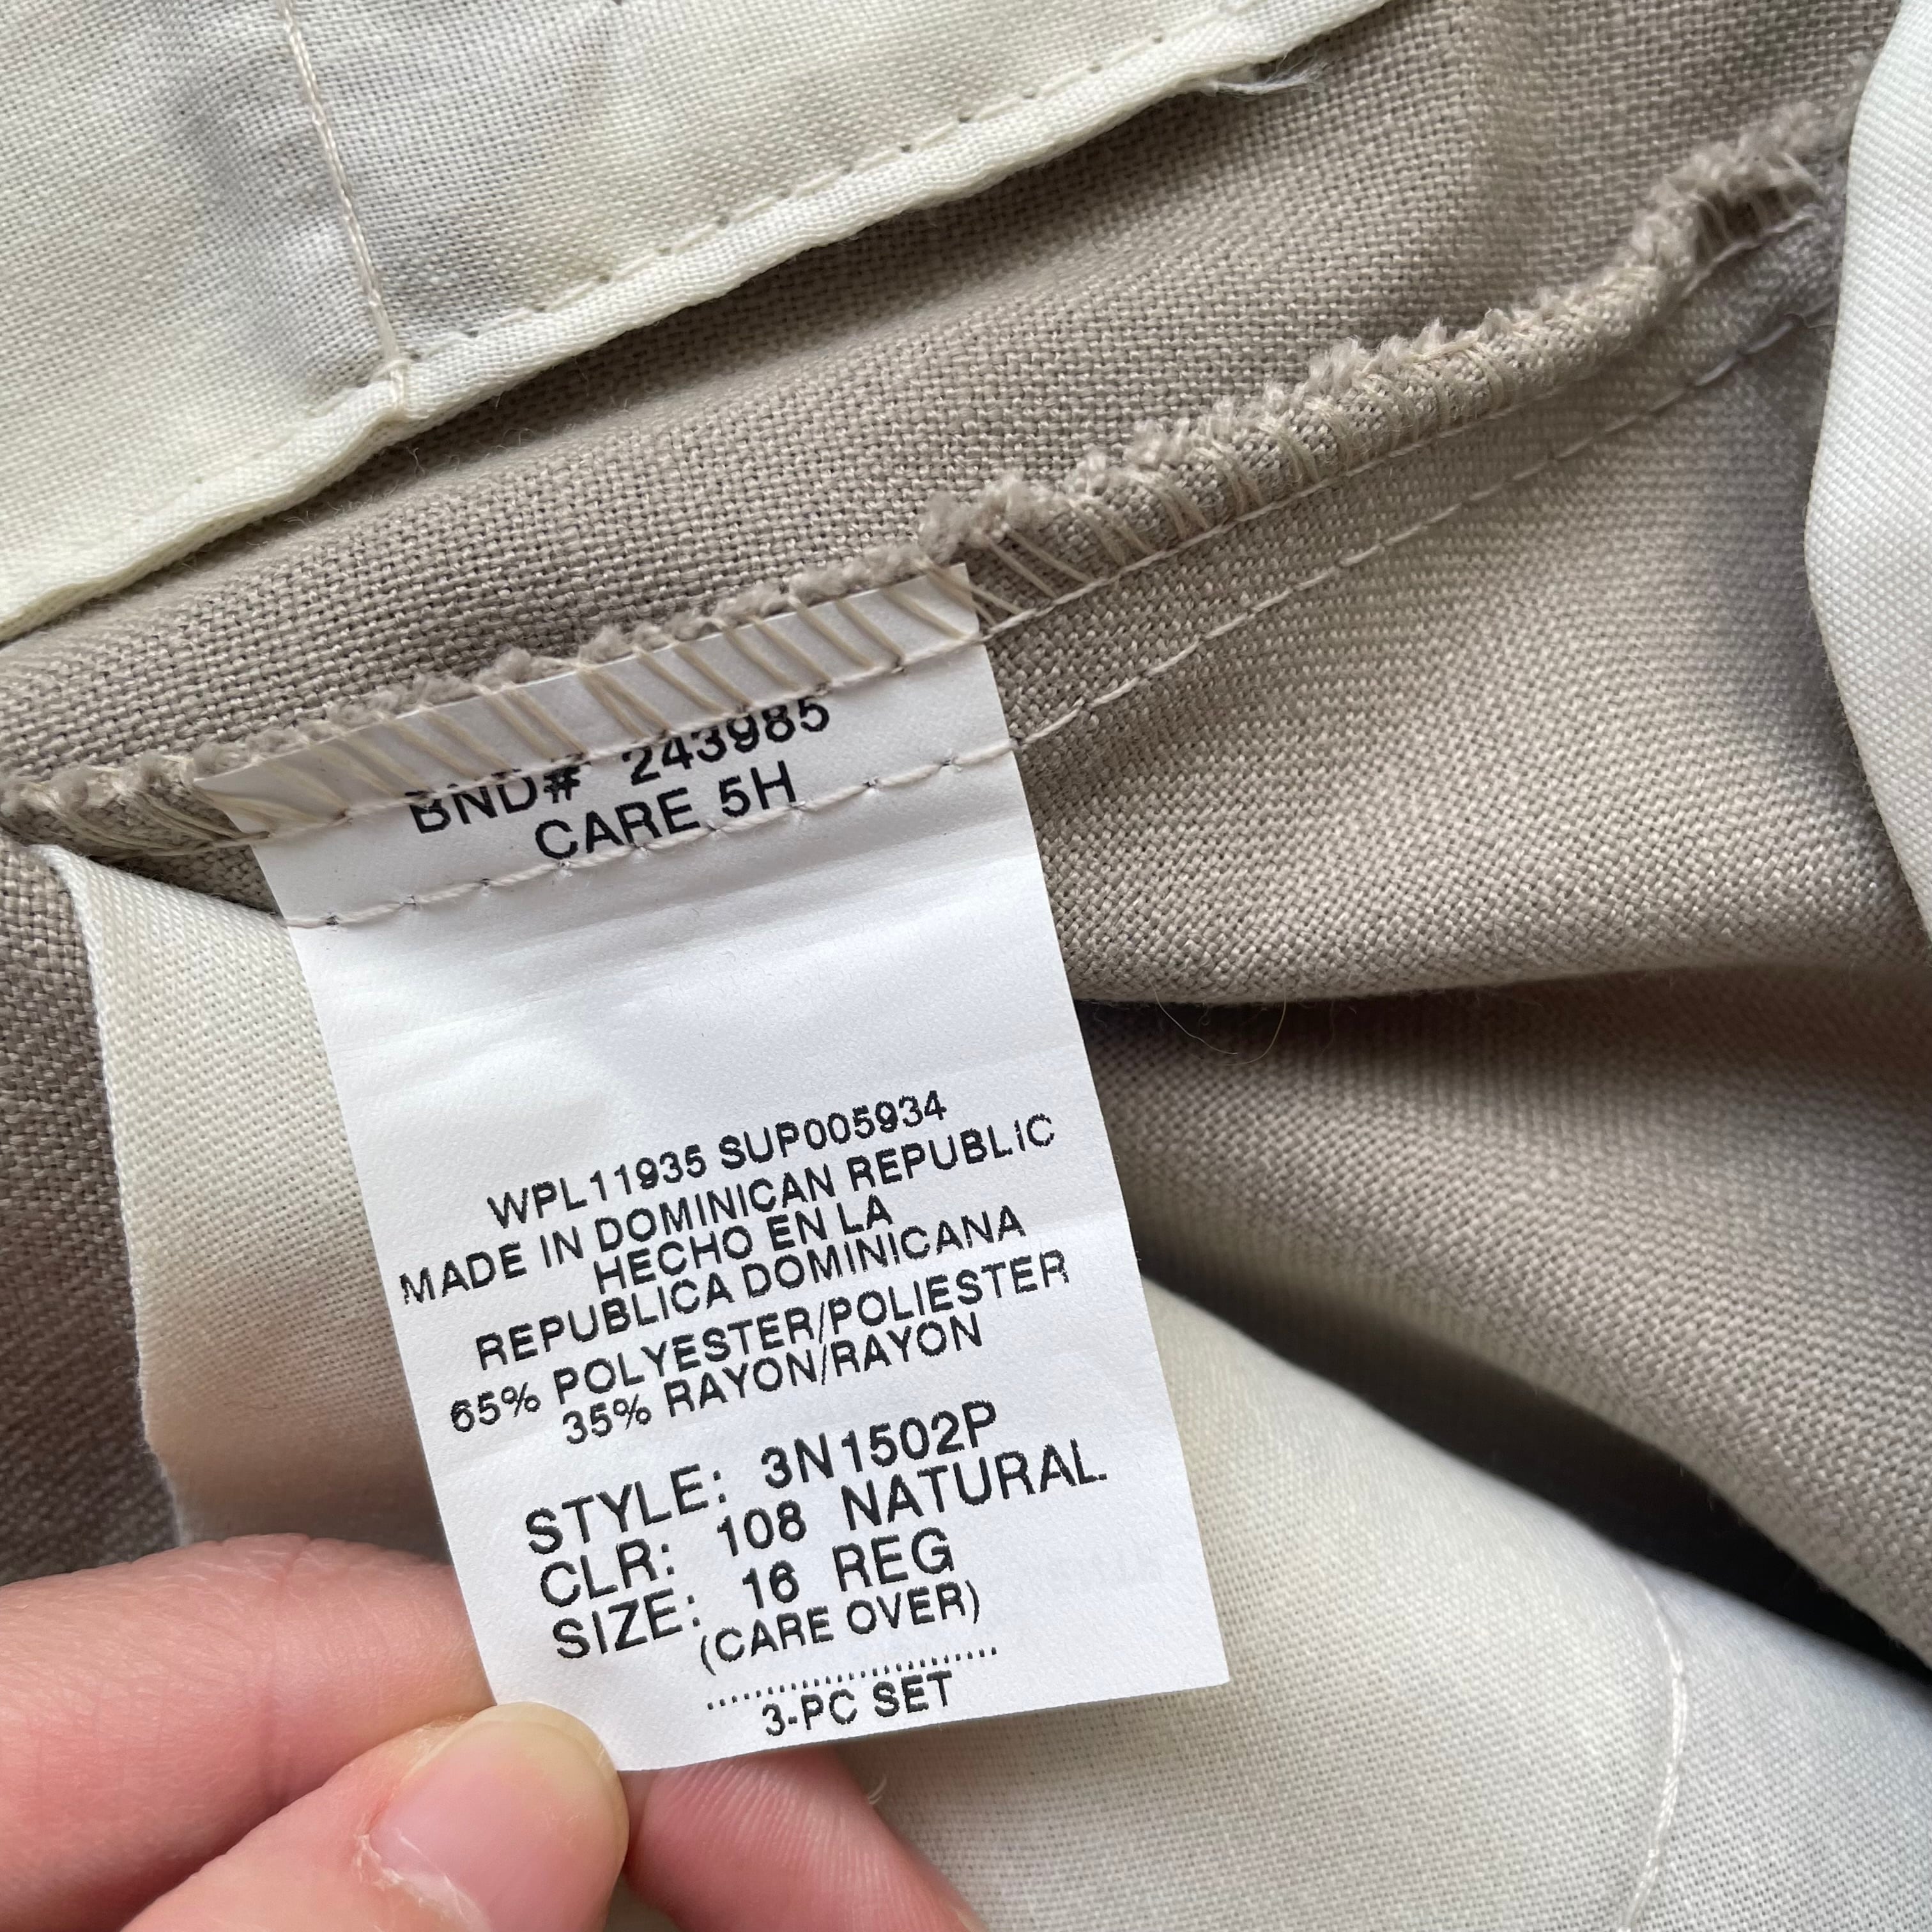 BND# 243985
CARE 5H
WPL11935 SUP005934
MADE IN DOMINICAN REPUBLIC
HECHO EN LA
REPUBLICA DOMINICANA
65% POLYESTER/POLIESTER
35% RAYON/RAYON
STYLE: 3N1502P
CLR: 108 NATURAL
SIZE: 16 REG
(CARE OVER)
....................................
3-PC SET